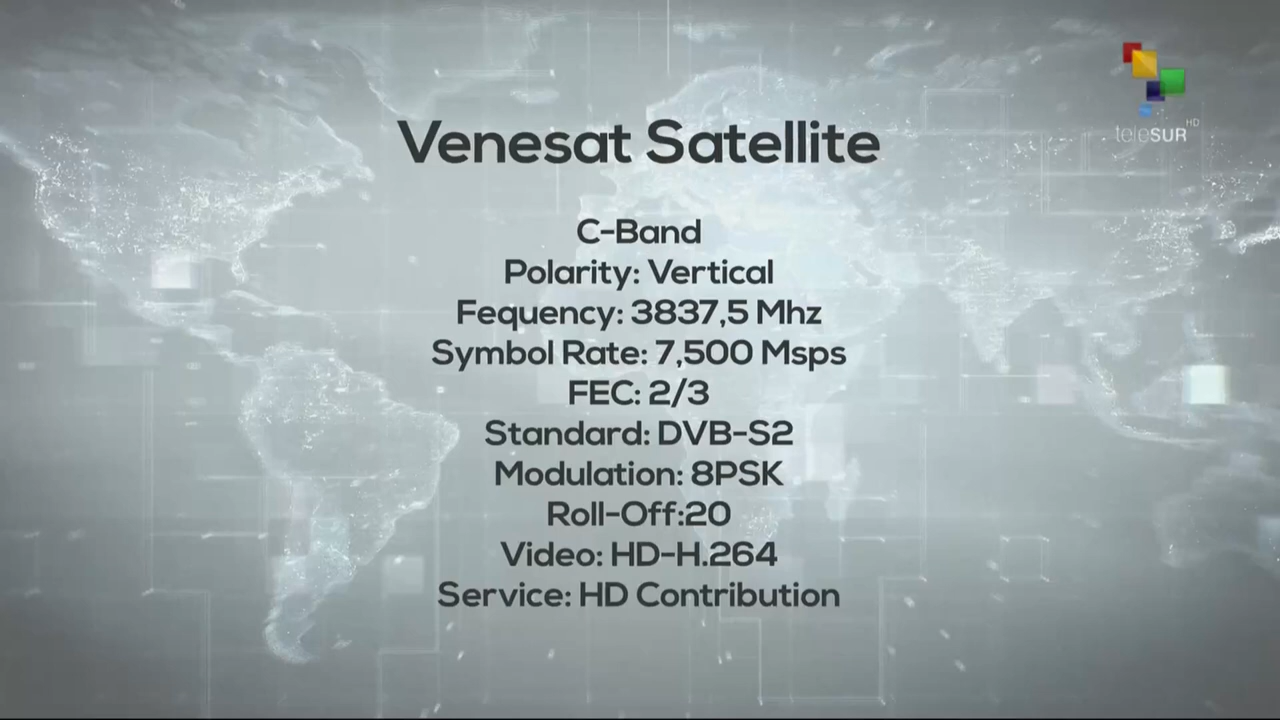 Venesat Satellite
C-Band
Polarity: Vertical
Fequency: 3837,5 Mhz
Symbol Rate: 7,500 Msps
FEC: 2/3
Standard: DVB-S2
Modulation: 8PSK
Roll-Off:20
Video: HD-H.264
Service: HD Contribution
teleSUR HD